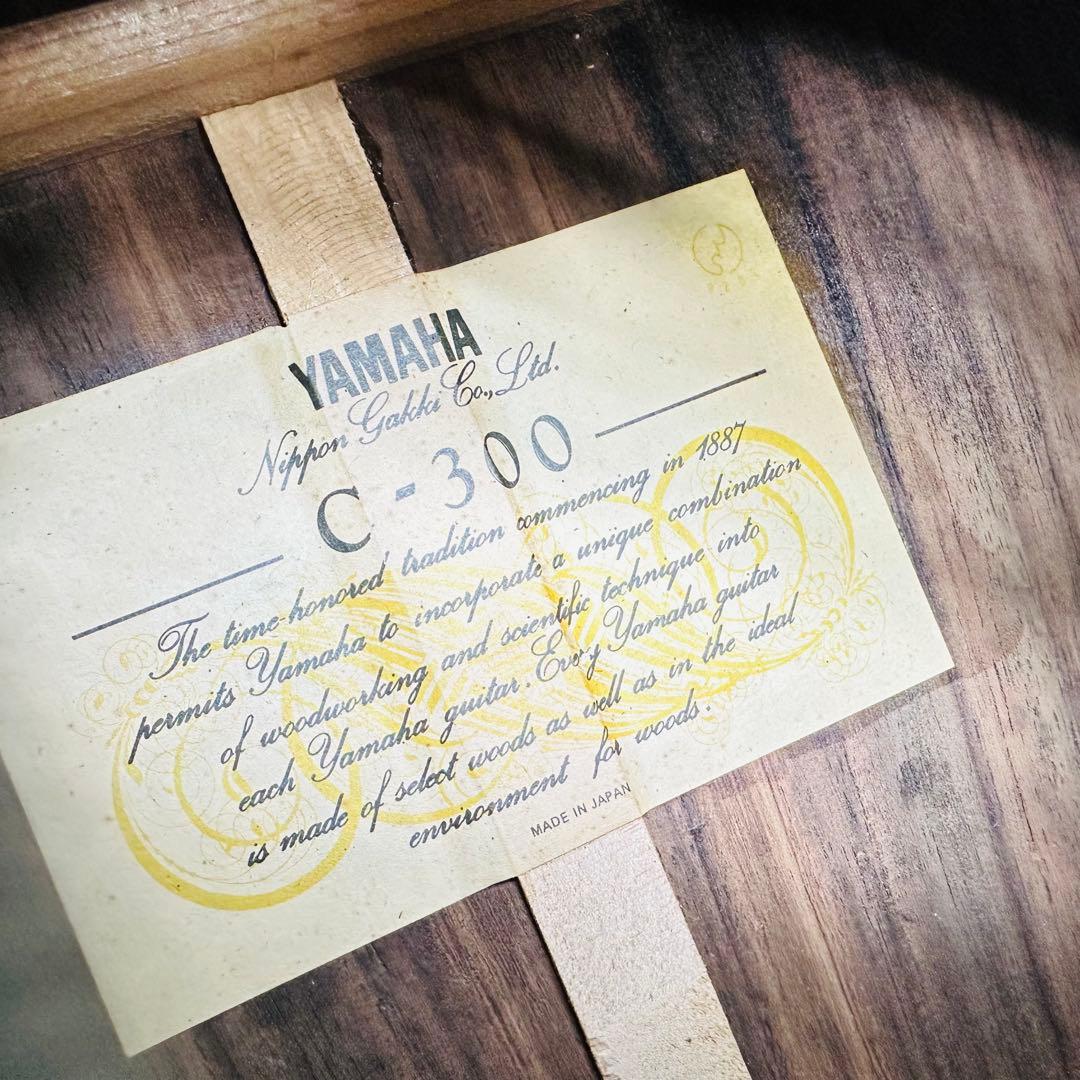 YAMAHA
Nippon Gakki Co., Ltd.
C-300
The time-honored tradition commencing in 1887
permits Yamaha to incorporate a unique combination
of woodworking and scientific technique into
each Yamaha guitar. Every Yamaha guitar
is made of select woods as well as in the ideal
environment for woods.
MADE IN JAPAN